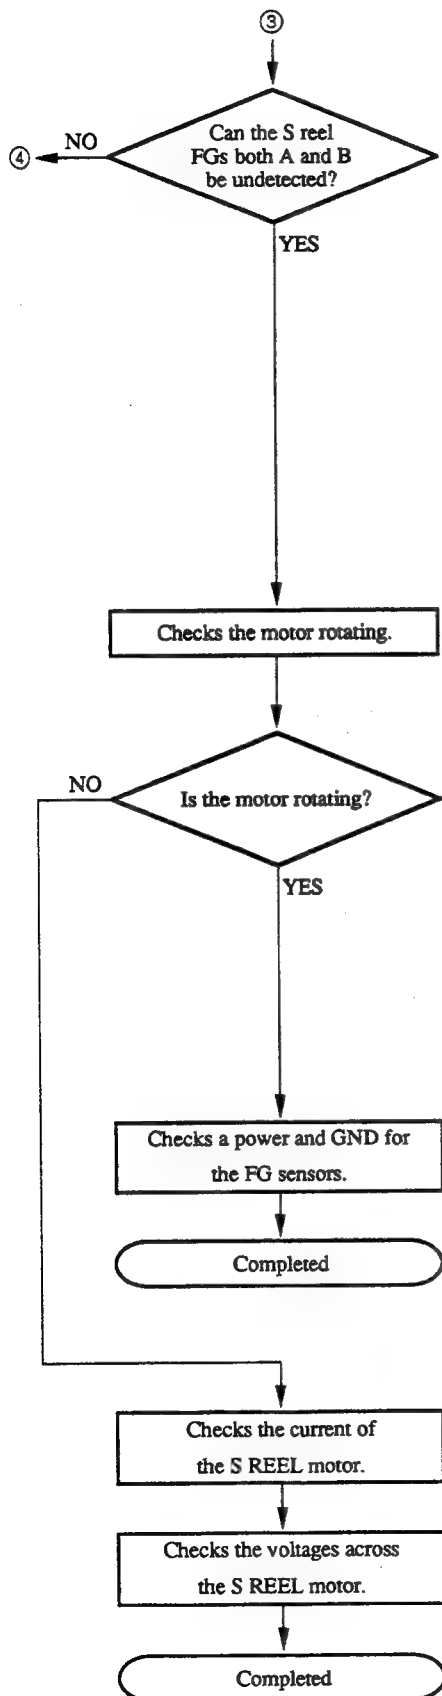 ③
Can the S reel
FGs both A and B
be undetected?
NO
④
YES
Checks the motor rotating.
Is the motor rotating?
NO
YES
Checks a power and GND for
the FG sensors.
Completed
Checks the current of
the S REEL motor.
Checks the voltages across
the S REEL motor.
Completed